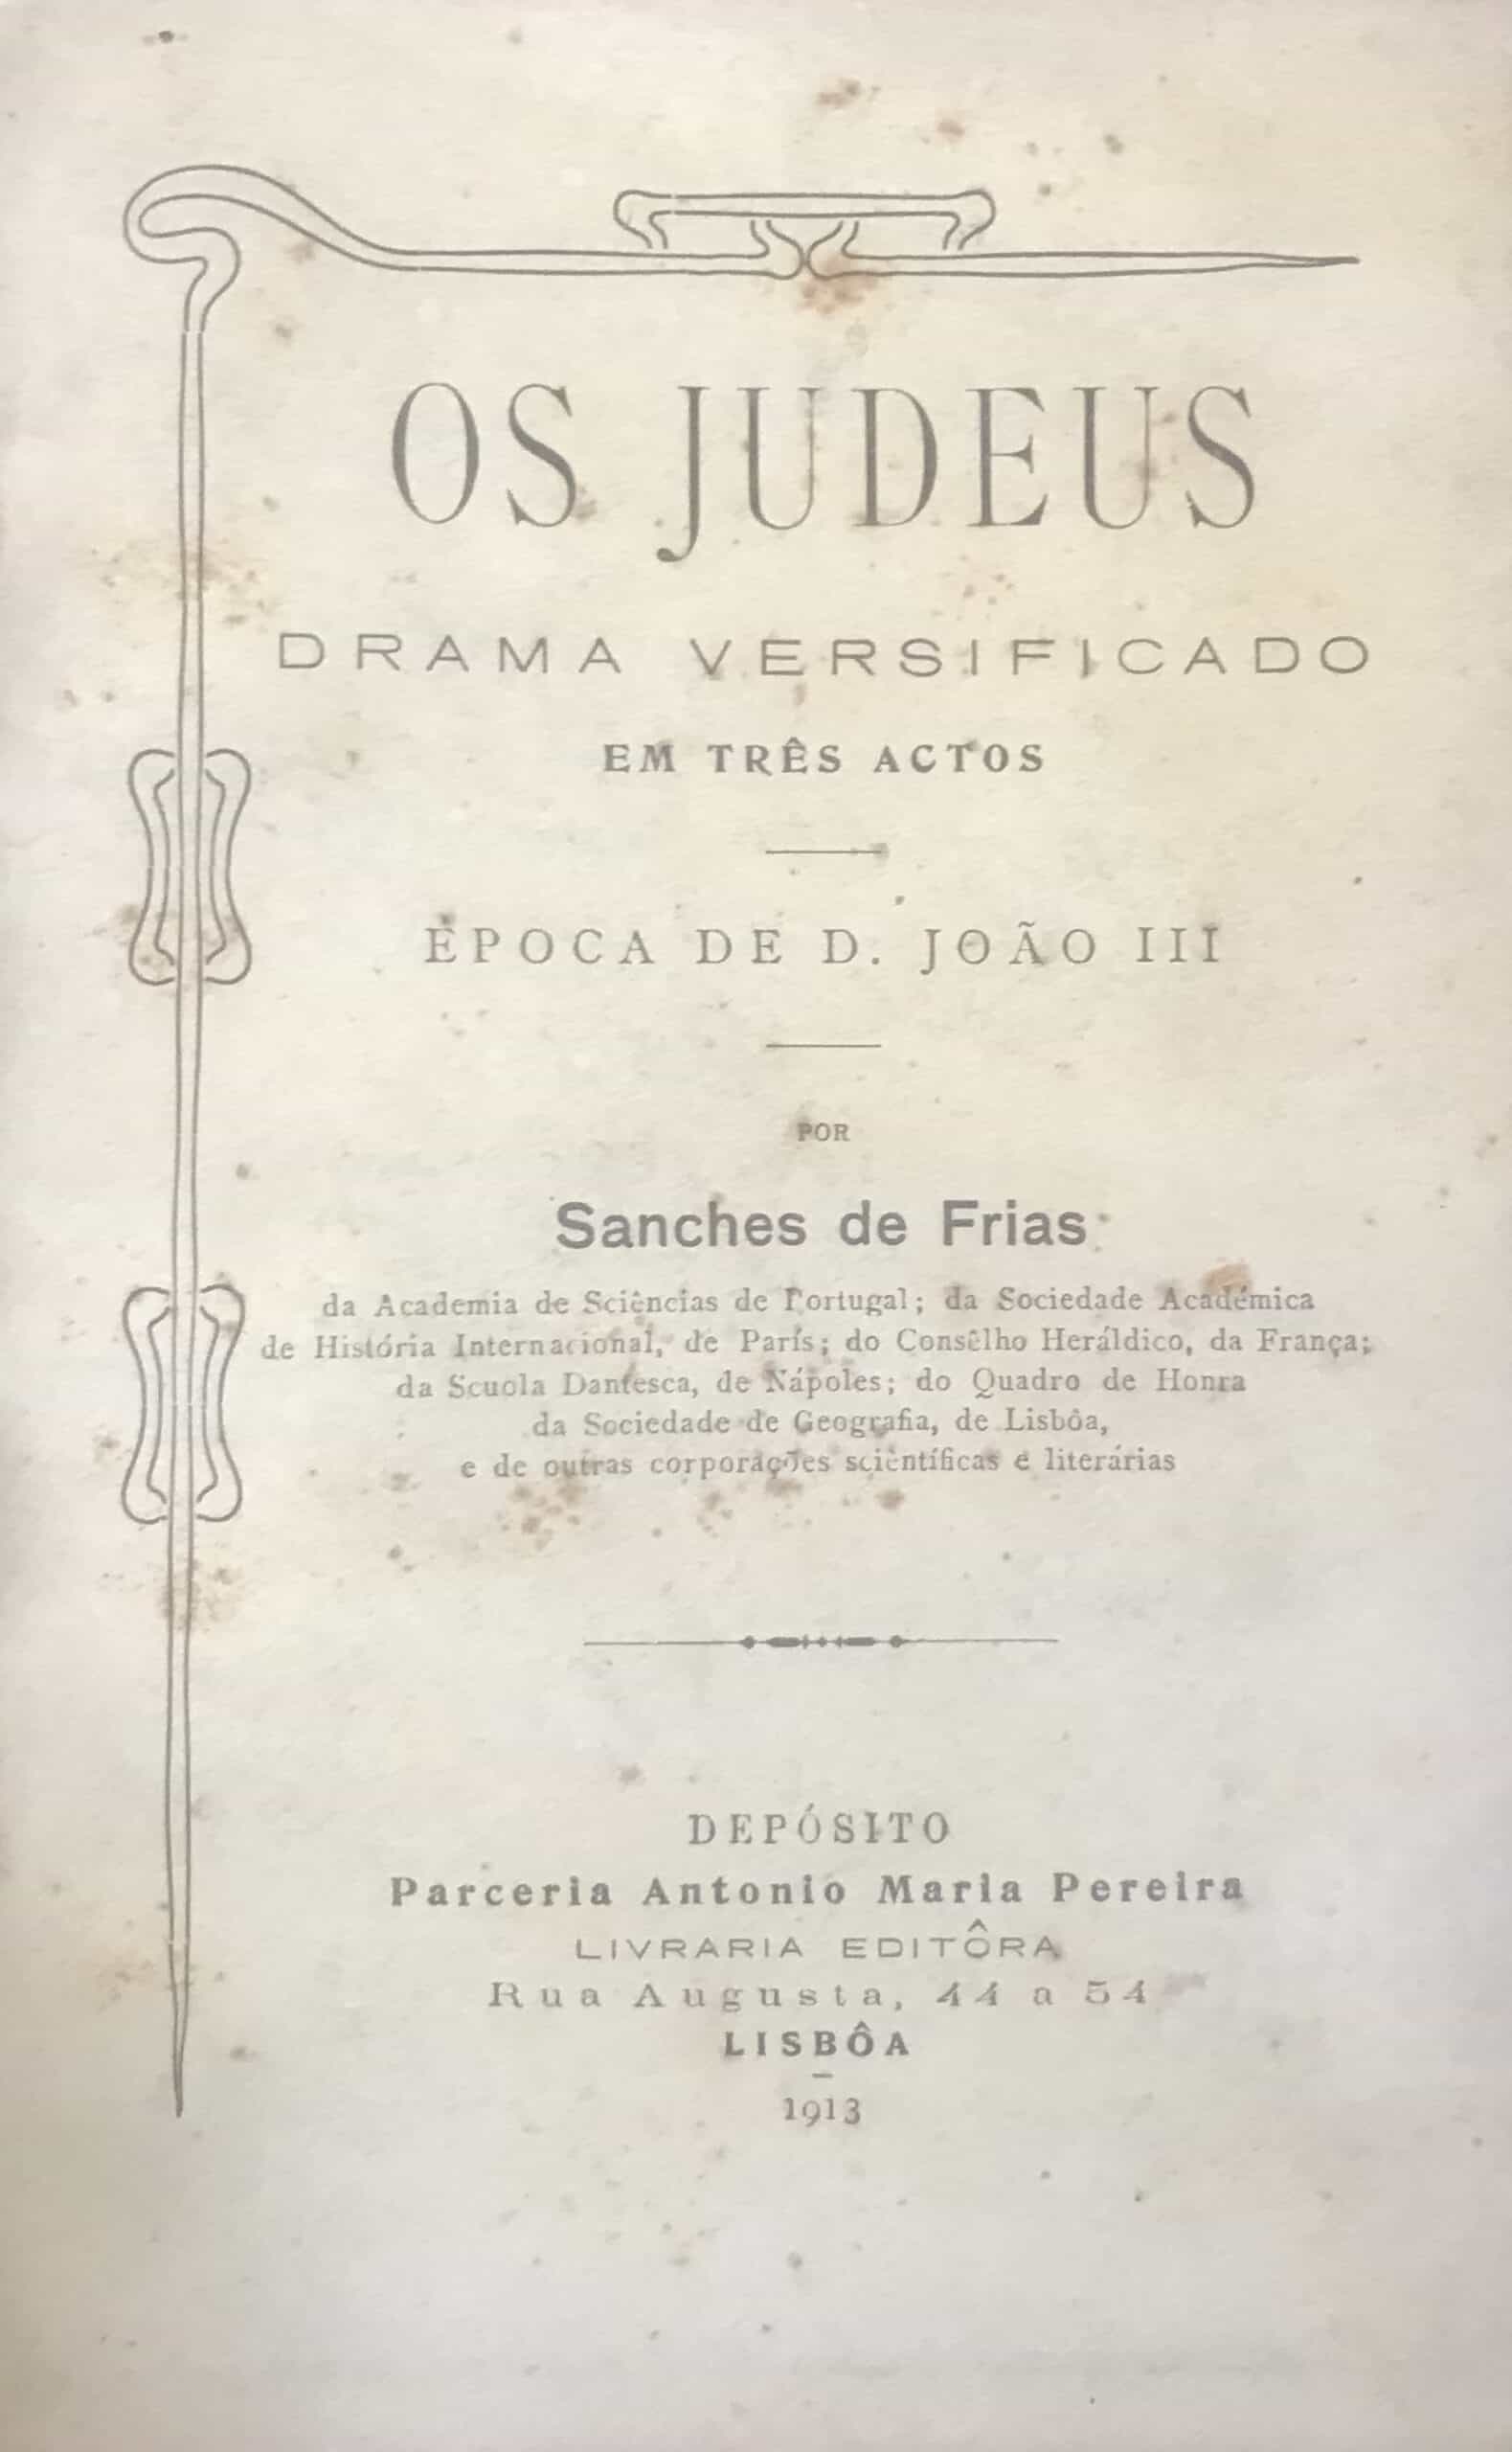 OS JUDEUS
DRAMA VERSIFICADO
EM TRÊS ACTOS
ÉPOCA DE D. JOÃO III
POR
Sanches de Frias
da Academia de Sciências de Portugal; da Sociedade Académica
de História Internacional, de París; do Consêlho Heráldico, da França;
da Scuola Dantesca, de Nápoles; do Quadro de Honra
da Sociedade de Geografia, de Lisbôa,
e de outras corporações scientíficas e literárias
DEPÓSITO
Parceria Antonio Maria Pereira
LIVRARIA EDITÔRA
Rua Augusta, 44 a 54
LISBÔA
1913